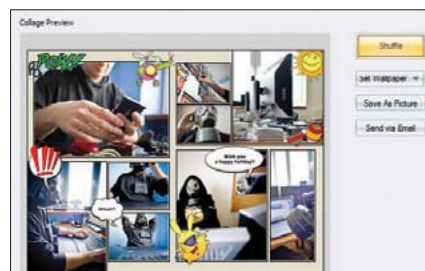 Collage Preview
Shuffle
Set Wallpaper
Save As Picture
Send via Email
POW!
Wish you
a happy holiday!!